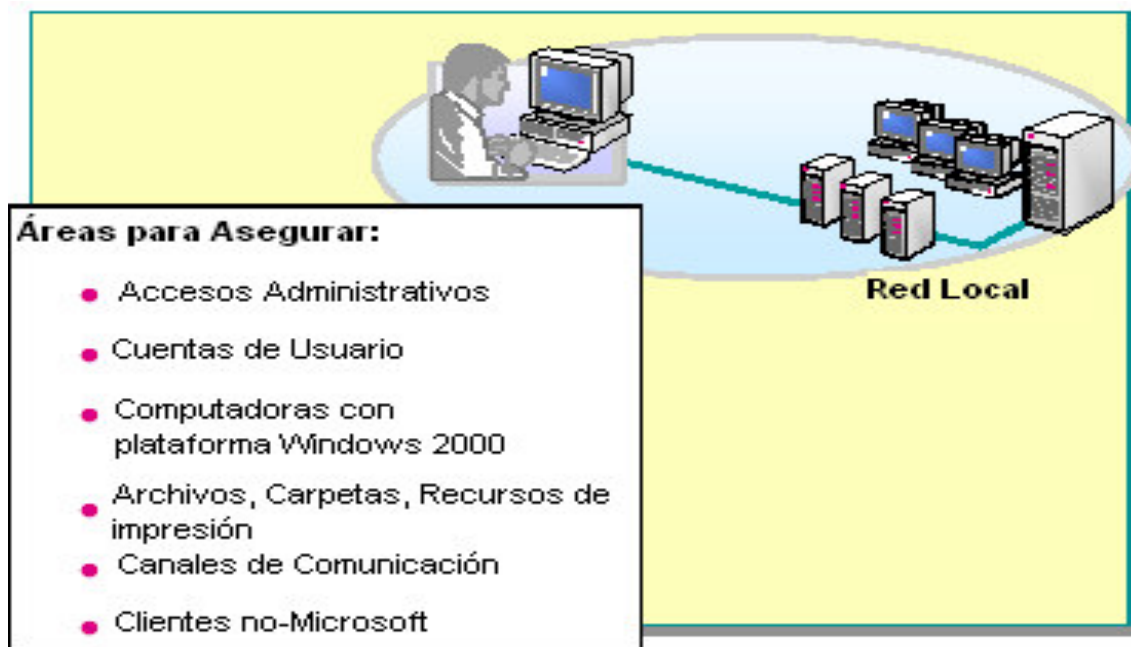 Red Local
Áreas para Asegurar:
Accesos Administrativos
Cuentas de Usuario
Computadoras con
plataforma Windows 2000
Archivos, Carpetas, Recursos de
impresión
Canales de Comunicación
Clientes no-Microsoft